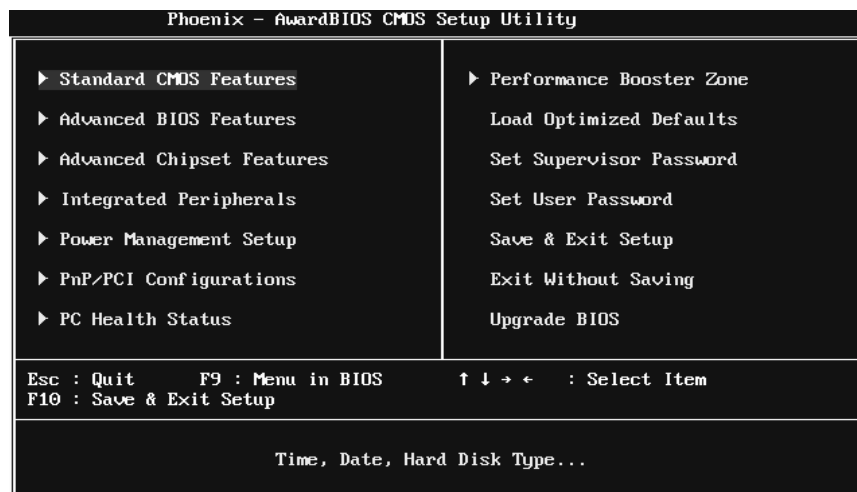 Phoenix - AwardBIOS CMOS Setup Utility
▶ Standard CMOS Features
▶ Advanced BIOS Features
▶ Advanced Chipset Features
▶ Integrated Peripherals
▶ Power Management Setup
▶ PnP/PCI Configurations
▶ PC Health Status
▶ Performance Booster Zone
Load Optimized Defaults
Set Supervisor Password
Set User Password
Save & Exit Setup
Exit Without Saving
Upgrade BIOS
Esc : Quit F9 : Menu in BIOS ↑ ↓ → ← : Select Item
F10 : Save & Exit Setup
Time, Date, Hard Disk Type...